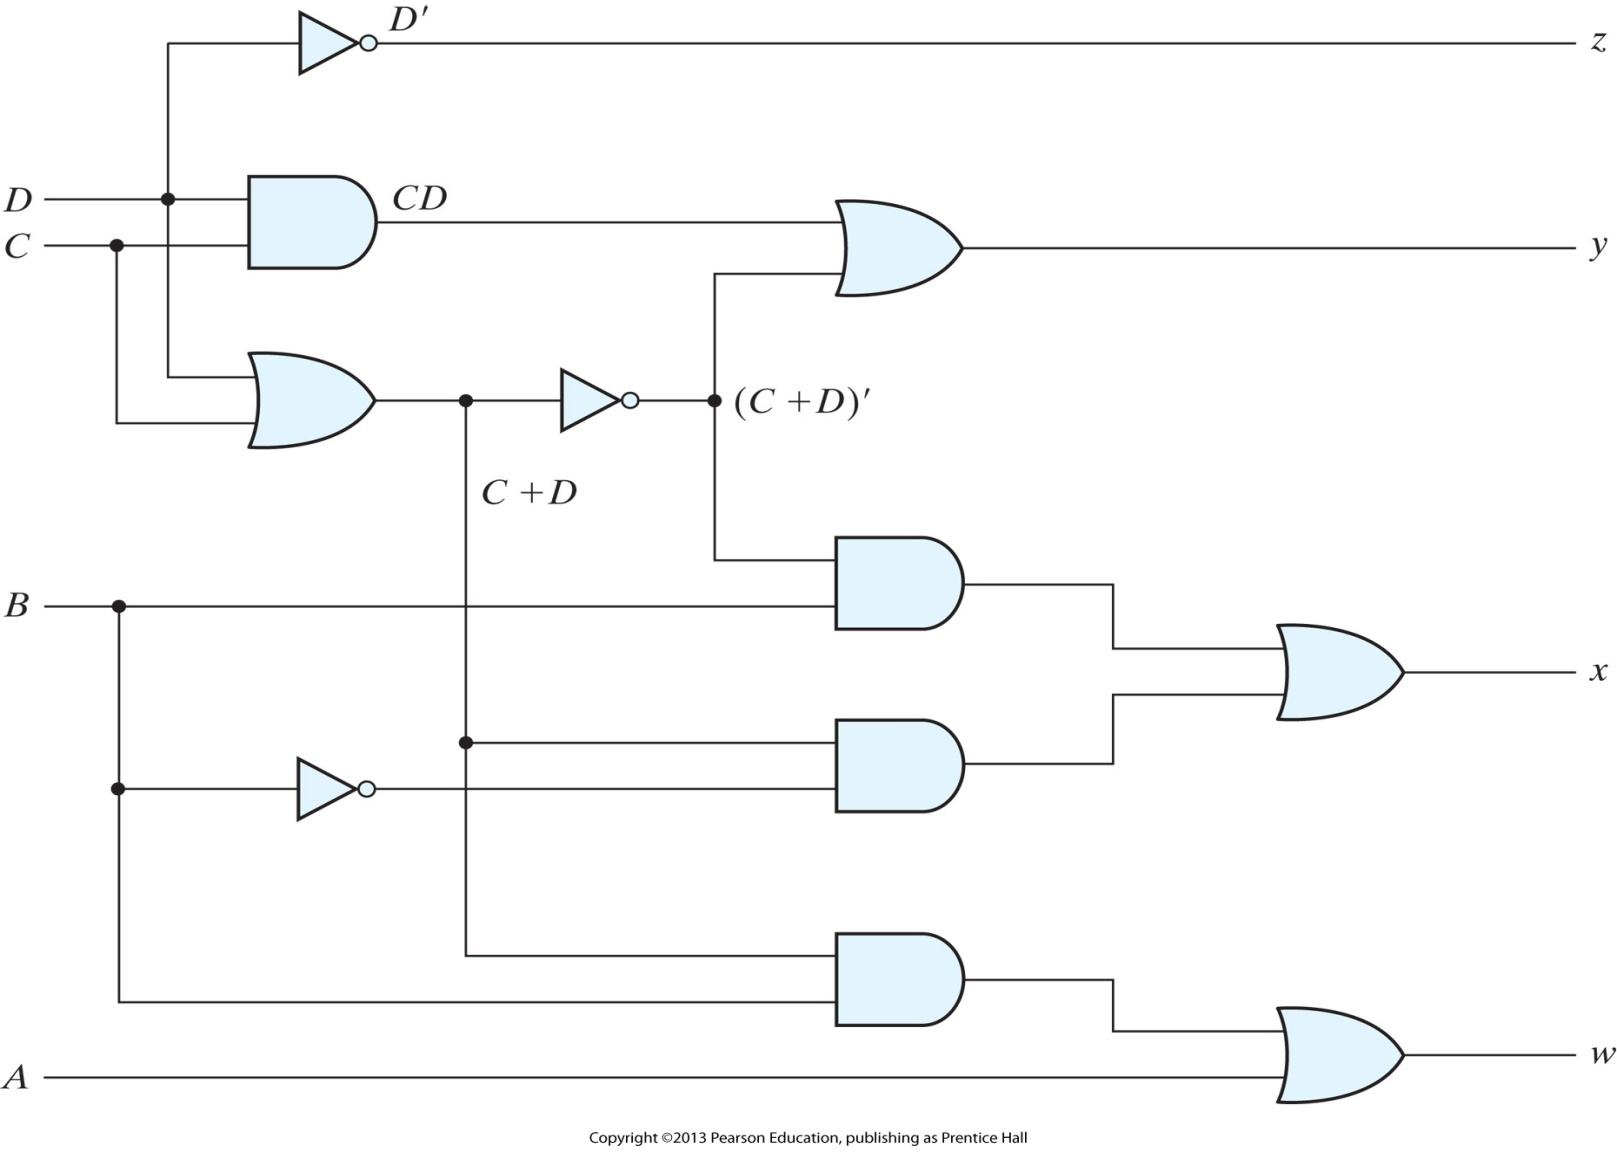 D′
z
D
CD
C
y
(C +D)′
C +D
B
x
w
A
Copyright ©2013 Pearson Education, publishing as Prentice Hall